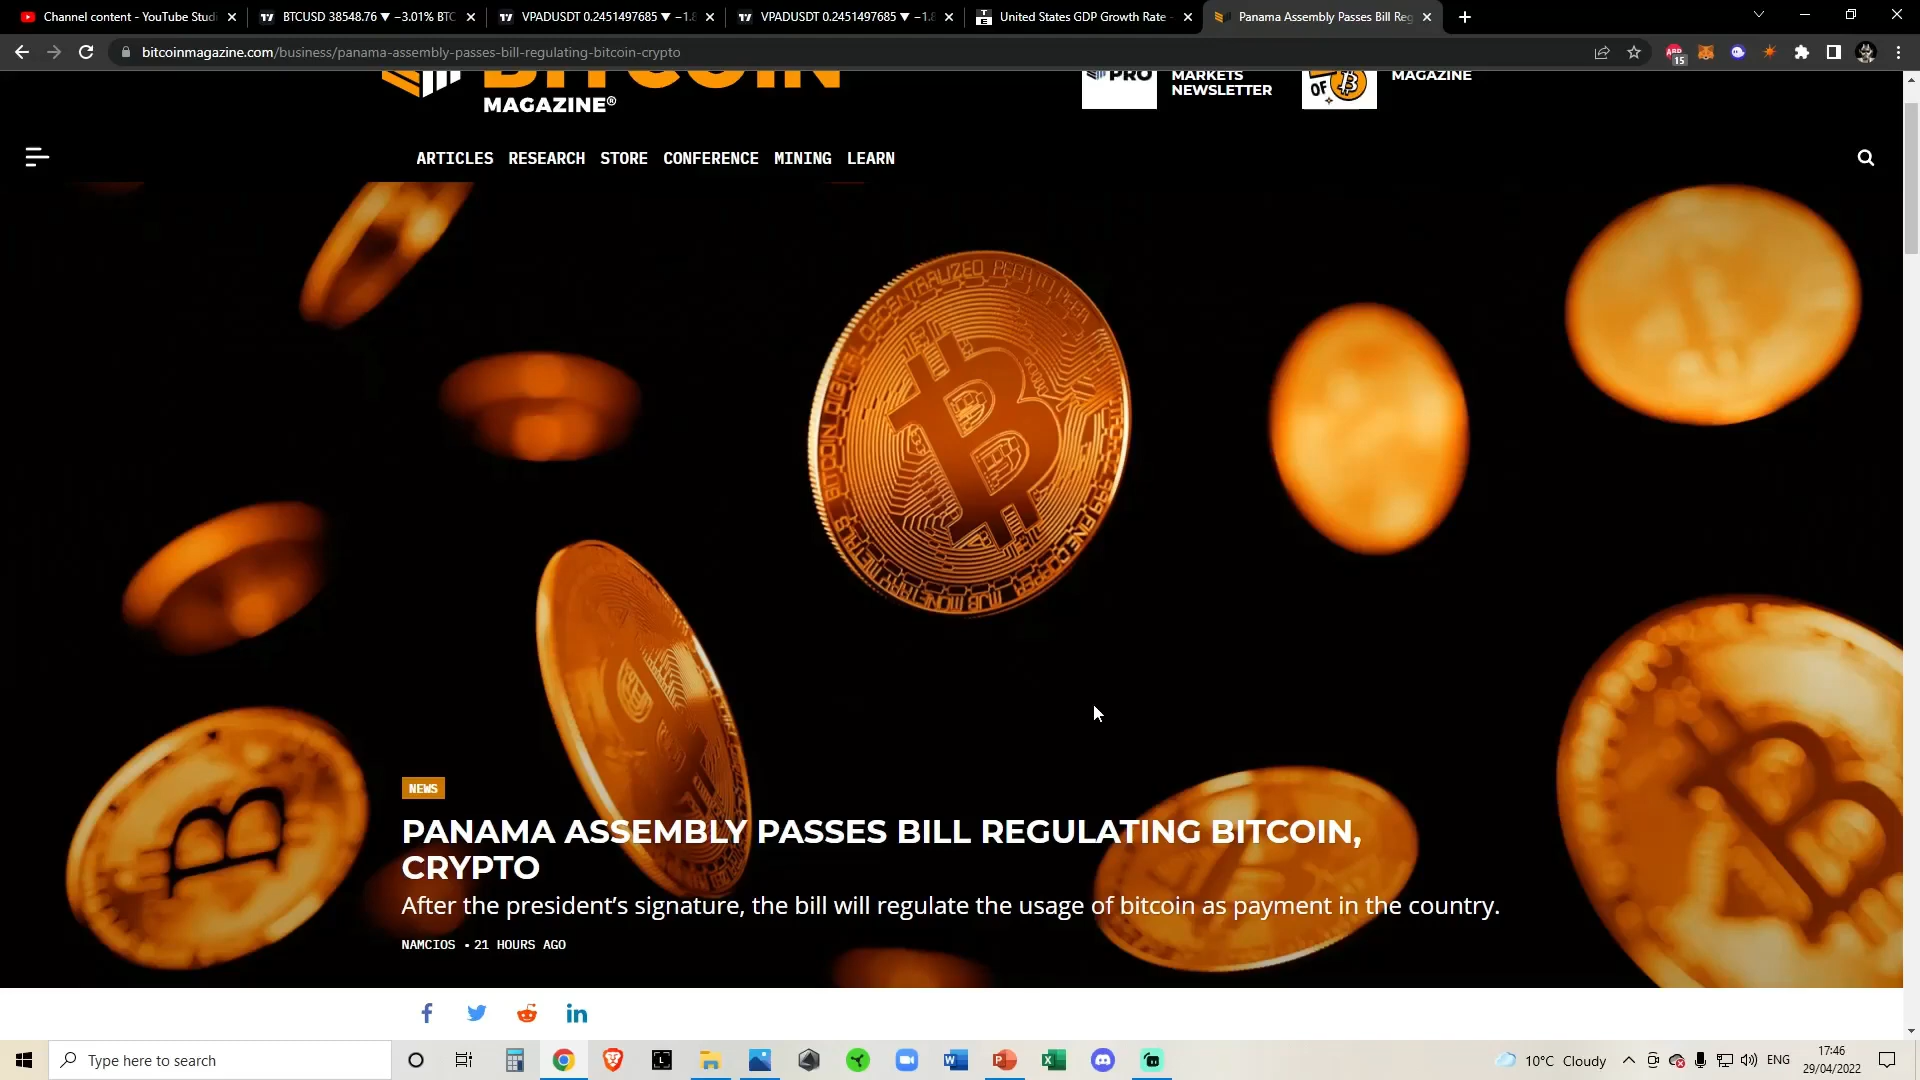 Channel content - YouTube Studi
BTCUSD 38548.76 ▼ −3.01% BTC
VPADUSDT 0.2451497685 ▼ −1.8
VPADUSDT 0.2451497685 ▼ −1.8
United States GDP Growth Rate -
Panama Assembly Passes Bill Reg
bitcoinmagazine.com/business/panama-assembly-passes-bill-regulating-bitcoin-crypto
15
BITCOIN
MAGAZINE®
PRO
MARKETS
NEWSLETTER
OF
MAGAZINE
ARTICLES RESEARCH STORE CONFERENCE MINING LEARN
NEWS
PANAMA ASSEMBLY PASSES BILL REGULATING BITCOIN,
CRYPTO
After the president’s signature, the bill will regulate the usage of bitcoin as payment in the country.
NAMCIOS • 21 HOURS AGO
Type here to search
10°C Cloudy
ENG
17:46
29/04/2022